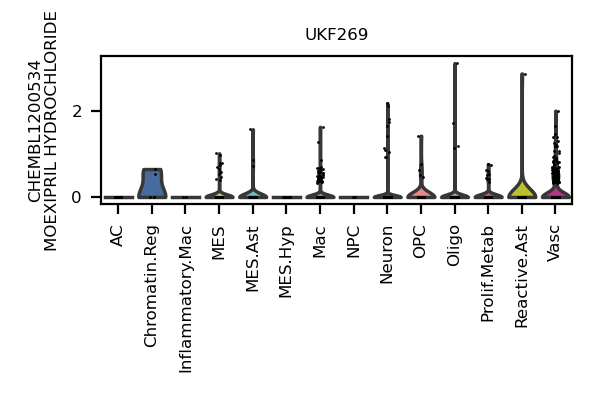 UKF269
CHEMBL1200534
MOEXIPRIL HYDROCHLORIDE
2
0
AC
Chromatin.Reg
Inflammatory.Mac
MES
MES.Ast
MES.Hyp
Mac
NPC
Neuron
OPC
Oligo
Prolif.Metab
Reactive.Ast
Vasc